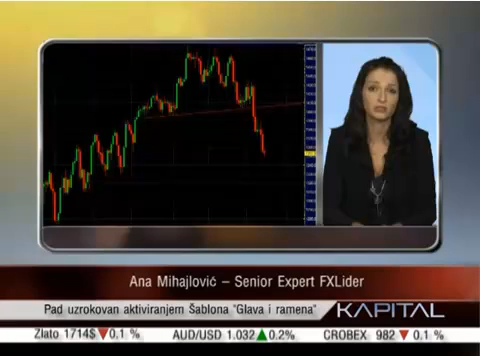 Ana Mihajlović – Senior Expert FXLider
Pad uzrokovan aktiviranjem Šablona "Glava i ramena" KAPITAL
Zlato 1714$ ▼0,1 % AUD/USD 1.032 ▲0.2% CROBEX 982 ▼0.1 %